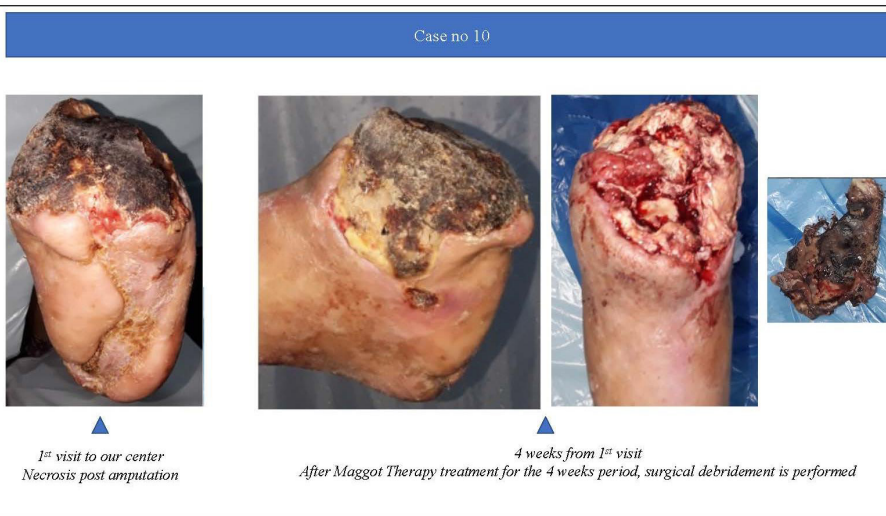 Case no 10
1st visit to our center
Necrosis post amputation
4 weeks from 1st visit
After Maggot Therapy treatment for the 4 weeks period, surgical debridement is performed